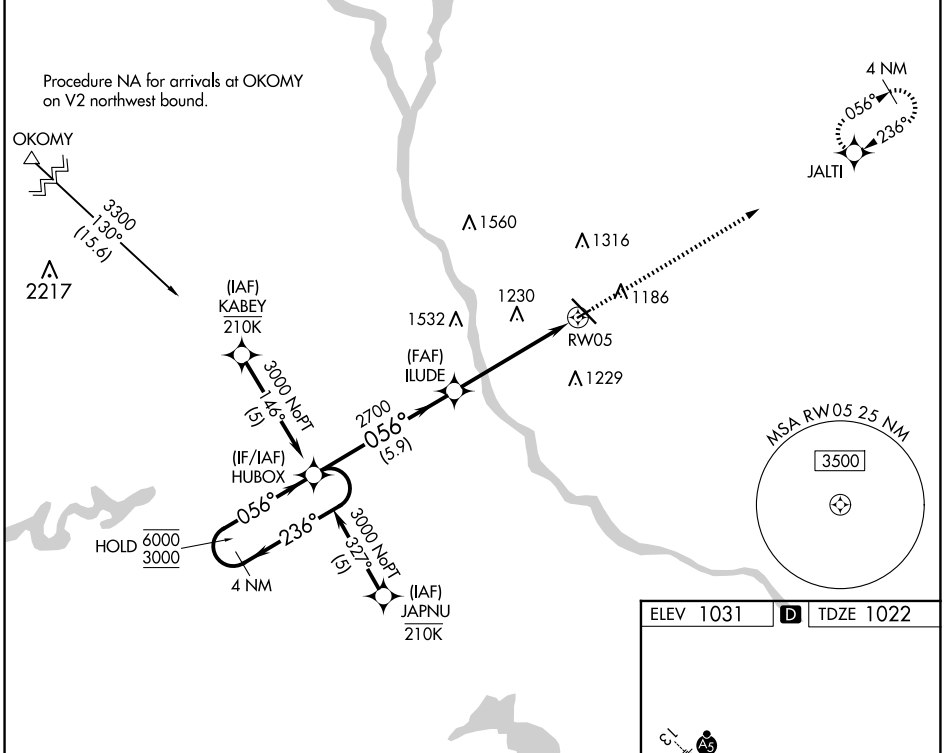 Procedure NA for arrivals at OKOMY
on V2 northwest bound.
OKOMY
3300
130°
(15.6)
2217
4 NM
056°
236°
JALTI
1560
1316
1230
1186
1532
RW05
1229
(IAF)
KABEY
210K
3000 NoPT
146°
(5)
(FAF)
ILUDE
2700
056°
(5.9)
(IF/IAF)
HUBOX
056°
236°
HOLD 6000
3000
4 NM
3000 NoPT
327°
(5)
(IAF)
JAPNU
210K
MSA RW05 25 NM
3500
ELEV 1031 D TDZE 1022
13
A5